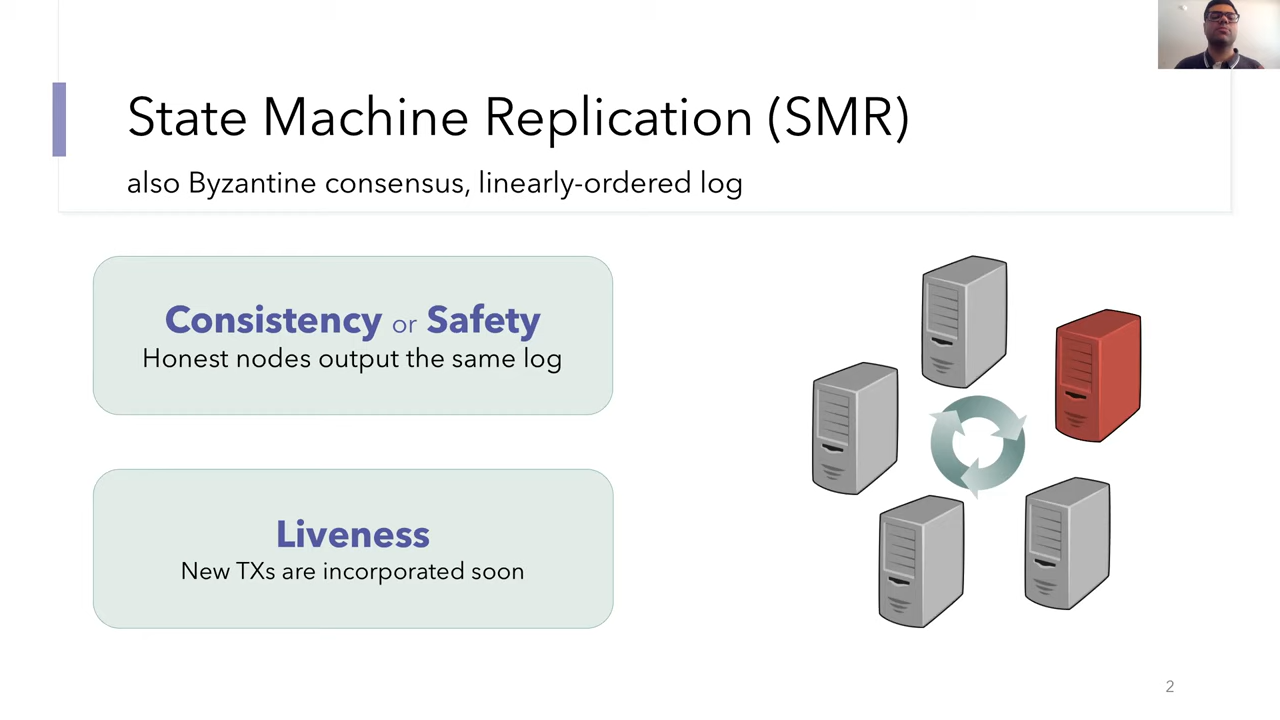 State Machine Replication (SMR)
also Byzantine consensus, linearly-ordered log
Consistency or Safety
Honest nodes output the same log
Liveness
New TXs are incorporated soon
2